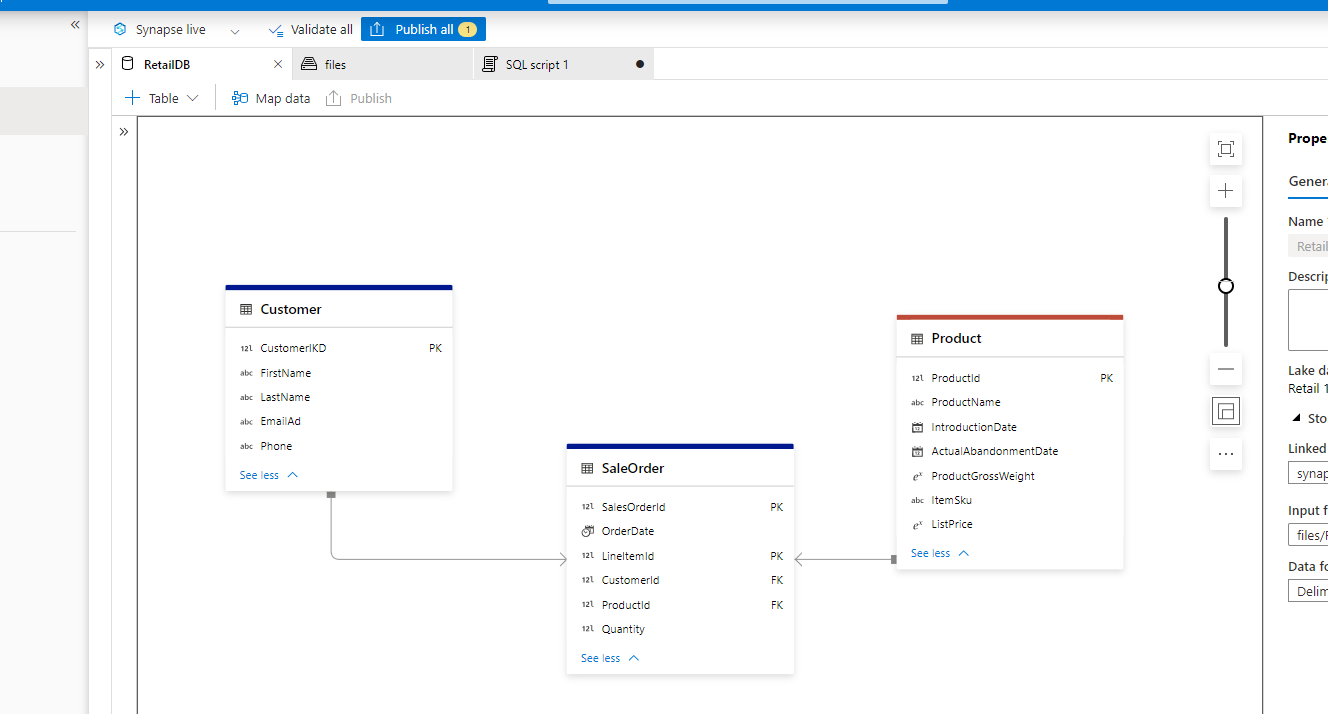 Synapse live
Validate all
Publish all 1
RetailDB
files
SQL script 1
Table
Map data
Publish
Customer
12l CustomerIKD PK
abc FirstName
abc LastName
abc EmailAd
abc Phone
See less
SaleOrder
12l SalesOrderId PK
OrderDate
12l LineItemId PK
12l CustomerId FK
12l ProductId FK
12l Quantity
See less
Product
12l ProductId PK
abc ProductName
IntroductionDate
ActualAbandonmentDate
eˣ ProductGrossWeight
abc ItemSku
eˣ ListPrice
See less
Prope
Genera
Name
Retail
Descrip
Lake da
Retail 1
Sto
Linked
synap
Input f
files/
Data fo
Delim